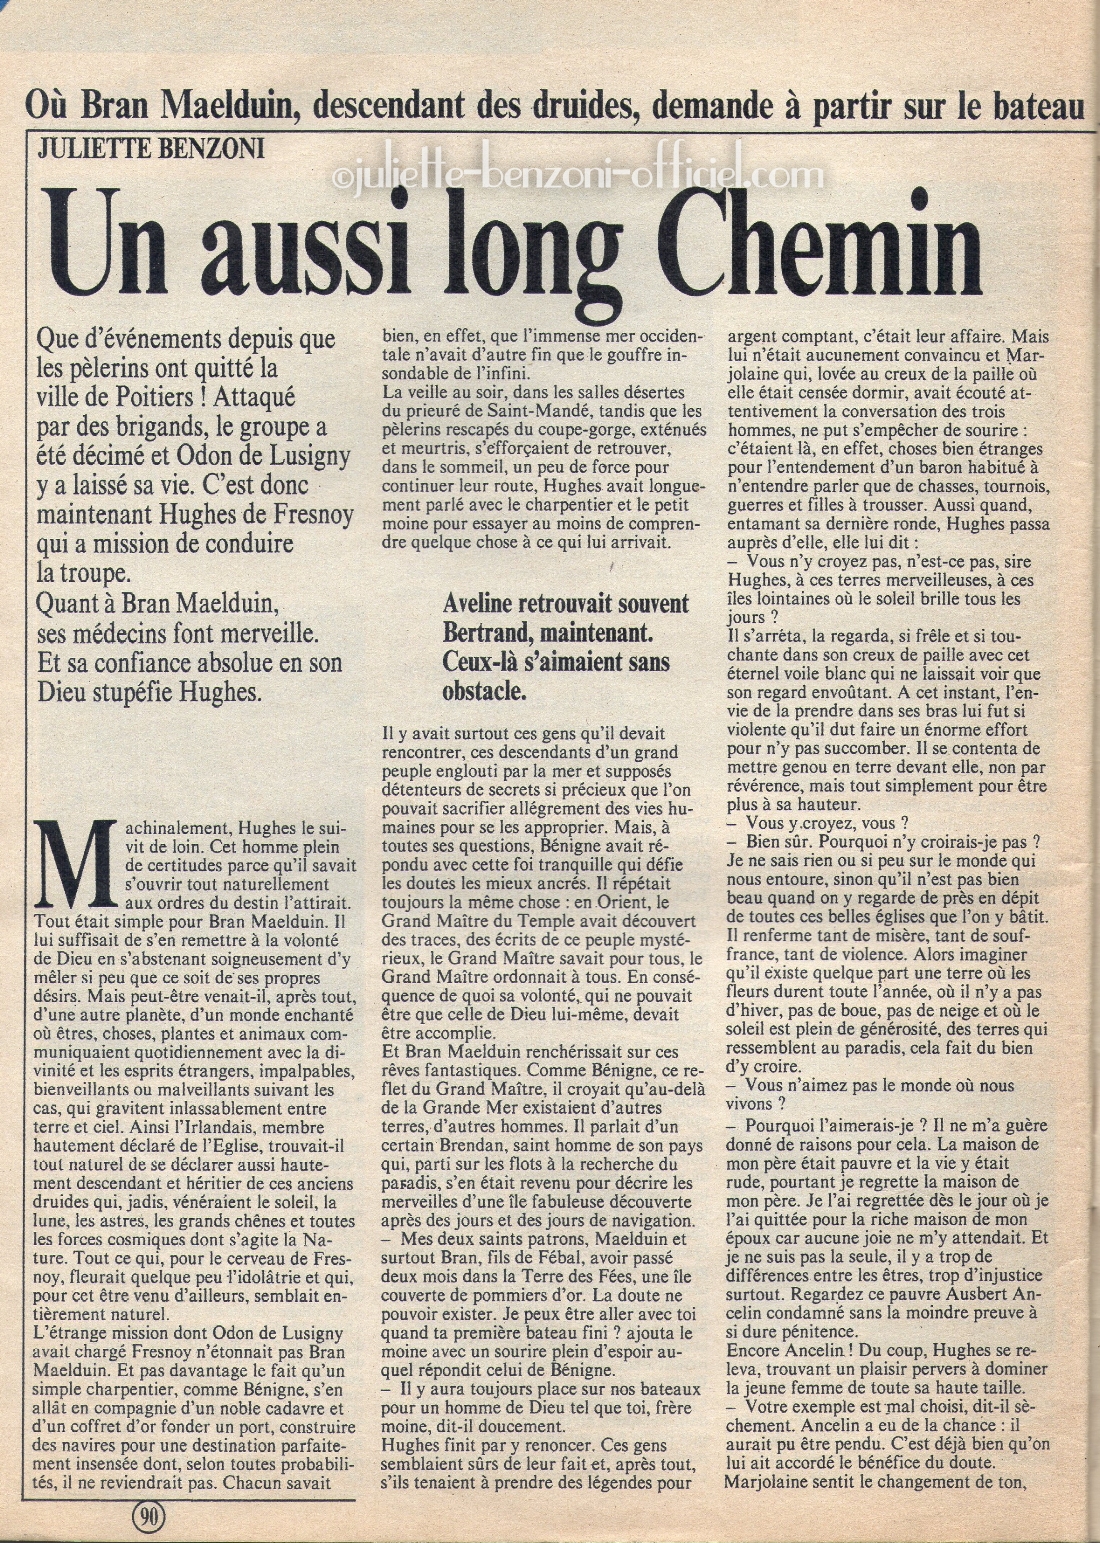 Où Bran Maelduin, descendant des druides, demande à partir sur le bateau
JULIETTE BENZONI
©juliette-benzoni-officiel.com
Un aussi long Chemin
Que d'événements depuis que
les pèlerins ont quitté la
ville de Poitiers ! Attaqué
par des brigands, le groupe a
été décimé et Odon de Lusigny
y a laissé sa vie. C'est donc
maintenant Hughes de Fresnoy
qui a mission de conduire
la troupe.
Quant à Bran Maelduin,
ses médecins font merveille.
Et sa confiance absolue en son
Dieu stupéfie Hughes.
Machinalement, Hughes le sui-
vit de loin. Cet homme plein
de certitudes parce qu'il savait
s'ouvrir tout naturellement
aux ordres du destin l'attirait.
Tout était simple pour Bran Maelduin. Il
lui suffisait de s'en remettre à la volonté
de Dieu en s'abstenant soigneusement d'y
mêler si peu que ce soit de ses propres
désirs. Mais peut-être venait-il, après tout,
d'une autre planète, d'un monde enchanté
où êtres, choses, plantes et animaux com-
muniquaient quotidiennement avec la di-
vinité et les esprits étrangers, impalpables,
bienveillants ou malveillants suivant les
cas, qui gravitent inlassablement entre
terre et ciel. Ainsi l'Irlandais, membre
hautement déclaré de l'Eglise, trouvait-il
tout naturel de se déclarer aussi haute-
ment descendant et héritier de ces anciens
druides qui, jadis, vénéraient le soleil, la
lune, les astres, les grands chênes et toutes
les forces cosmiques dont s'agite la Na-
ture. Tout ce qui, pour le cerveau de Fres-
noy, fleurait quelque peu l'idolâtrie et qui,
pour cet être venu d'ailleurs, semblait en-
tièrement naturel.
L'étrange mission dont Odon de Lusigny
avait chargé Fresnoy n'étonnait pas Bran
Maelduin. Et pas davantage le fait qu'un
simple charpentier, comme Bénigne, s'en
allât en compagnie d'un noble cadavre et
d'un coffret d'or fonder un port, construire
des navires pour une destination parfaite-
ment insensée dont, selon toutes probabili-
tés, il ne reviendrait pas. Chacun savait
bien, en effet, que l'immense mer occiden-
tale n'avait d'autre fin que le gouffre in-
sondable de l'infini.
La veille au soir, dans les salles désertes
du prieuré de Saint-Mandé, tandis que les
pèlerins rescapés du coupe-gorge, exténués
et meurtris, s'efforçaient de retrouver,
dans le sommeil, un peu de force pour
continuer leur route, Hughes avait longue-
ment parlé avec le charpentier et le petit
moine pour essayer au moins de compren-
dre quelque chose à ce qui lui arrivait.
Aveline retrouvait souvent
Bertrand, maintenant.
Ceux-là s'aimaient sans
obstacle.
Il y avait surtout ces gens qu'il devait
rencontrer, ces descendants d'un grand
peuple englouti par la mer et supposés
détenteurs de secrets si précieux que l'on
pouvait sacrifier allégrement des vies hu-
maines pour se les approprier. Mais, à
toutes ses questions, Bénigne avait ré-
pondu avec cette foi tranquille qui défie
les doutes les mieux ancrés. Il répétait
toujours la même chose : en Orient, le
Grand Maître du Temple avait découvert
des traces, des écrits de ce peuple mysté-
rieux, le Grand Maître savait pour tous, le
Grand Maître ordonnait à tous. En consé-
quence de quoi sa volonté, qui ne pouvait
être que celle de Dieu lui-même, devait
être accomplie.
Et Bran Maelduin renchérissait sur ces
rêves fantastiques. Comme Bénigne, ce re-
flet du Grand Maître, il croyait qu'au-delà
de la Grande Mer existaient d'autres
terres, d'autres hommes. Il parlait d'un
certain Brendan, saint homme de son pays
qui, parti sur les flots à la recherche du
paradis, s'en était revenu pour décrire les
merveilles d'une île fabuleuse découverte
après des jours et des jours de navigation.
– Mes deux saints patrons, Maelduin et
surtout Bran, fils de Fébal, avoir passé
deux mois dans la Terre des Fées, une île
couverte de pommiers d'or. La doute ne
pouvoir exister. Je peux être aller avec toi
quand ta première bateau fini ? ajouta le
moine avec un sourire plein d'espoir au-
quel répondit celui de Bénigne.
– Il y aura toujours place sur nos bateaux
pour un homme de Dieu tel que toi, frère
moine, dit-il doucement.
Hughes finit par y renoncer. Ces gens
semblaient sûrs de leur fait et, après tout,
s'ils tenaient à prendre des légendes pour
argent comptant, c'était leur affaire. Mais
lui n'était aucunement convaincu et Mar-
jolaine qui, lovée au creux de la paille où
elle était censée dormir, avait écouté at-
tentivement la conversation des trois
hommes, ne put s'empêcher de sourire :
c'étaient là, en effet, choses bien étranges
pour l'entendement d'un baron habitué à
n'entendre parler que de chasses, tournois,
guerres et filles à trousser. Aussi quand,
entamant sa dernière ronde, Hughes passa
auprès d'elle, elle lui dit :
– Vous n'y croyez pas, n'est-ce pas, sire
Hughes, à ces terres merveilleuses, à ces
îles lointaines où le soleil brille tous les
jours ?
Il s'arrêta, la regarda, si frêle et si tou-
chante dans son creux de paille avec cet
éternel voile blanc qui ne laissait voir que
son regard envoûtant. A cet instant, l'en-
vie de la prendre dans ses bras lui fut si
violente qu'il dut faire un énorme effort
pour n'y pas succomber. Il se contenta de
mettre genou en terre devant elle, non par
révérence, mais tout simplement pour être
plus à sa hauteur.
– Vous y croyez, vous ?
– Bien sûr. Pourquoi n'y croirais-je pas ?
Je ne sais rien ou si peu sur le monde qui
nous entoure, sinon qu'il n'est pas bien
beau quand on y regarde de près en dépit
de toutes ces belles églises que l'on y bâtit.
Il renferme tant de misère, tant de souf-
france, tant de violence. Alors imaginer
qu'il existe quelque part une terre où les
fleurs durent toute l'année, où il n'y a pas
d'hiver, pas de boue, pas de neige et où le
soleil est plein de générosité, des terres qui
ressemblent au paradis, cela fait du bien
d'y croire.
– Vous n'aimez pas le monde où nous
vivons ?
– Pourquoi l'aimerais-je ? Il ne m'a guère
donné de raisons pour cela. La maison de
mon père était pauvre et la vie y était
rude, pourtant je regrette la maison de
mon père. Je l'ai regrettée dès le jour où je
l'ai quittée pour la riche maison de mon
époux car aucune joie ne m'y attendait. Et
je ne suis pas la seule, il y a trop de
différences entre les êtres, trop d'injustice
surtout. Regardez ce pauvre Ausbert An-
celin condamné sans la moindre preuve à
si dure pénitence.
Encore Ancelin ! Du coup, Hughes se re-
leva, trouvant un plaisir pervers à dominer
la jeune femme de toute sa haute taille.
– Votre exemple est mal choisi, dit-il sè-
chement. Ancelin a eu de la chance : il
aurait pu être pendu. C'est déjà bien qu'on
lui ait accordé le bénéfice du doute.
Marjolaine sentit le changement de ton,
90